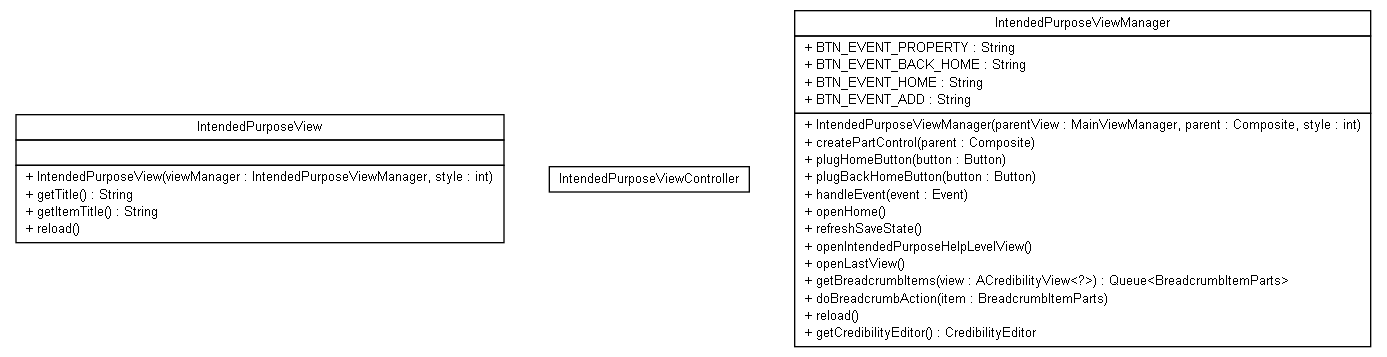 IntendedPurposeView
+ IntendedPurposeView(viewManager : IntendedPurposeViewManager, style : int)
+ getTitle() : String
+ getItemTitle() : String
+ reload()
IntendedPurposeViewController
IntendedPurposeViewManager
+ BTN_EVENT_PROPERTY : String
+ BTN_EVENT_BACK_HOME : String
+ BTN_EVENT_HOME : String
+ BTN_EVENT_ADD : String
+ IntendedPurposeViewManager(parentView : MainViewManager, parent : Composite, style : int)
+ createPartControl(parent : Composite)
+ plugHomeButton(button : Button)
+ plugBackHomeButton(button : Button)
+ handleEvent(event : Event)
+ openHome()
+ refreshSaveState()
+ openIntendedPurposeHelpLevelView()
+ openLastView()
+ getBreadcrumbItems(view : ACredibilityView<?>) : Queue<BreadcrumbItemParts>
+ doBreadcrumbAction(item : BreadcrumbItemParts)
+ reload()
+ getCredibilityEditor() : CredibilityEditor